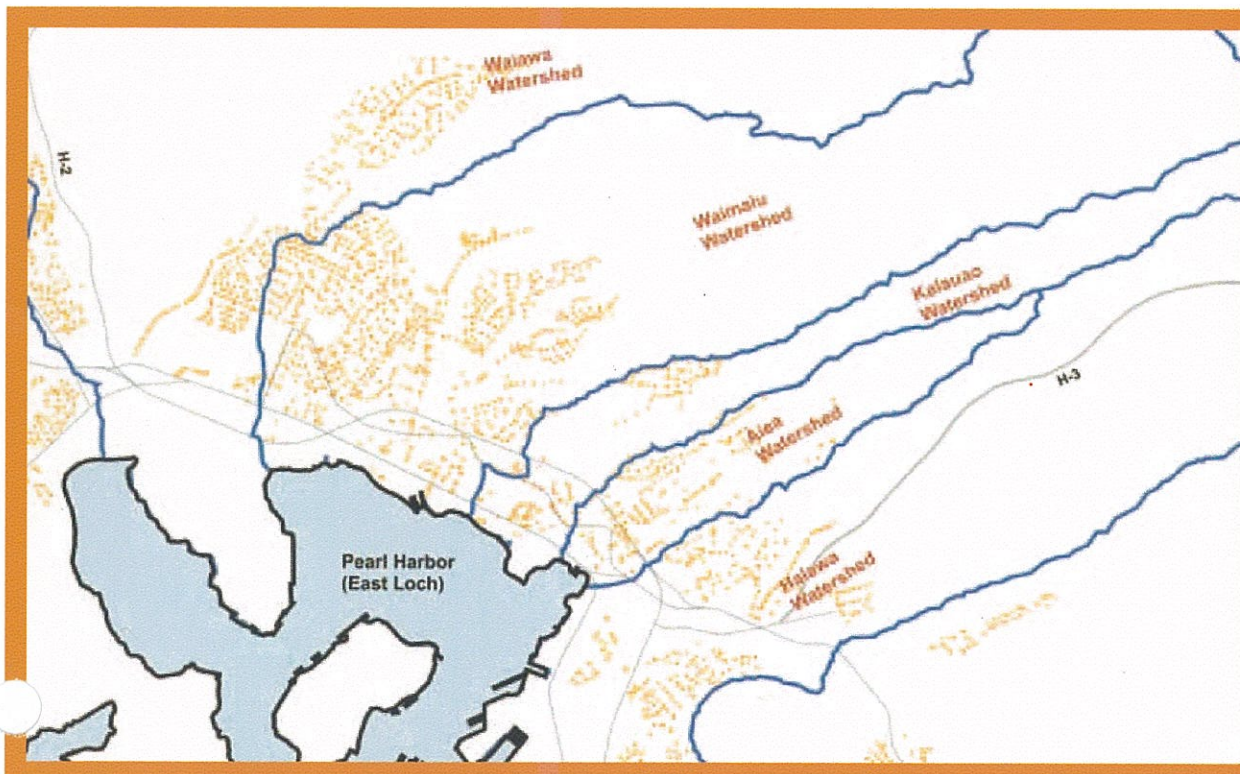 Waiawa
Watershed
H-2
Waimalu
Watershed
Kalauao
Watershed
H-3
Aiea
Watershed
Pearl Harbor
(East Loch)
Halawa
Watershed